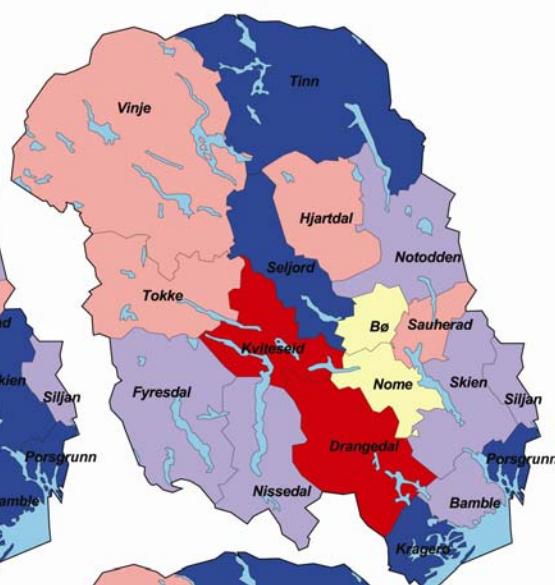 Tinn
Vinje
Hjartdal
Notodden
Seljord
Tokke
Bø
Sauherad
Kviteseid
Nome
Skien
Fyresdal
Siljan
Drangedal
Porsgrunn
Nissedal
Bamble
Kragerø
Siljan
Porsgrunn